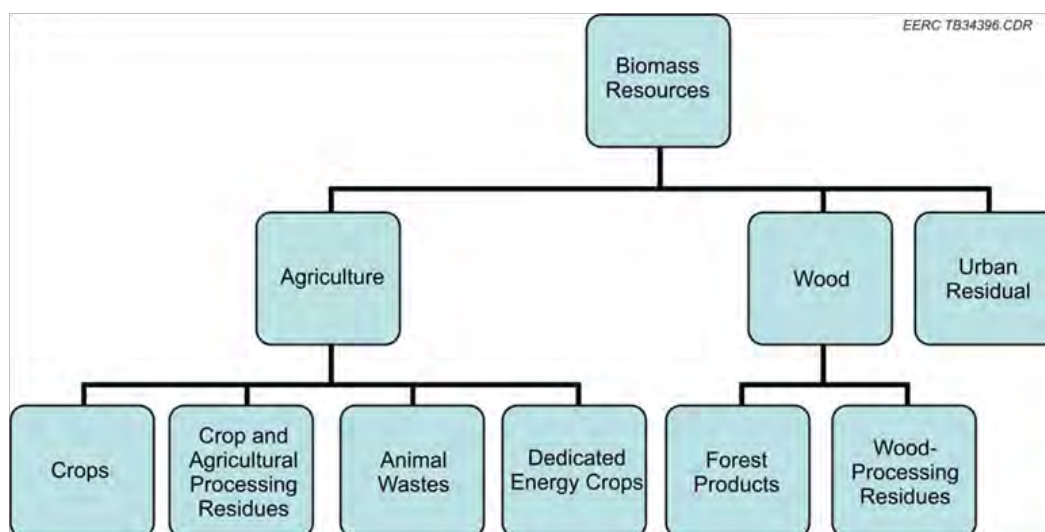 EERC TB34396.CDR
Biomass
Resources
Agriculture
Wood
Urban
Residual
Crops
Crop and
Agricultural
Processing
Residues
Animal
Wastes
Dedicated
Energy Crops
Forest
Products
Wood-
Processing
Residues